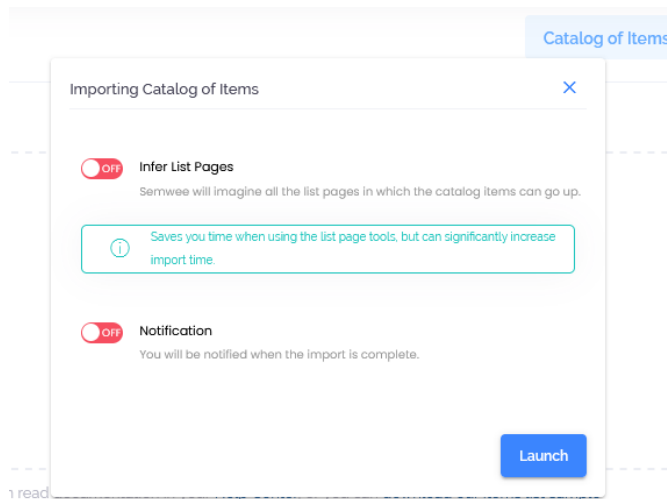 Catalog of Items
Importing Catalog of Items
OFF
Infer List Pages
Semwee will imagine all the list pages in which the catalog items can go up.
Saves you time when using the list page tools, but can significantly increase
import time.
OFF
Notification
You will be notified when the import is complete.
Launch
read